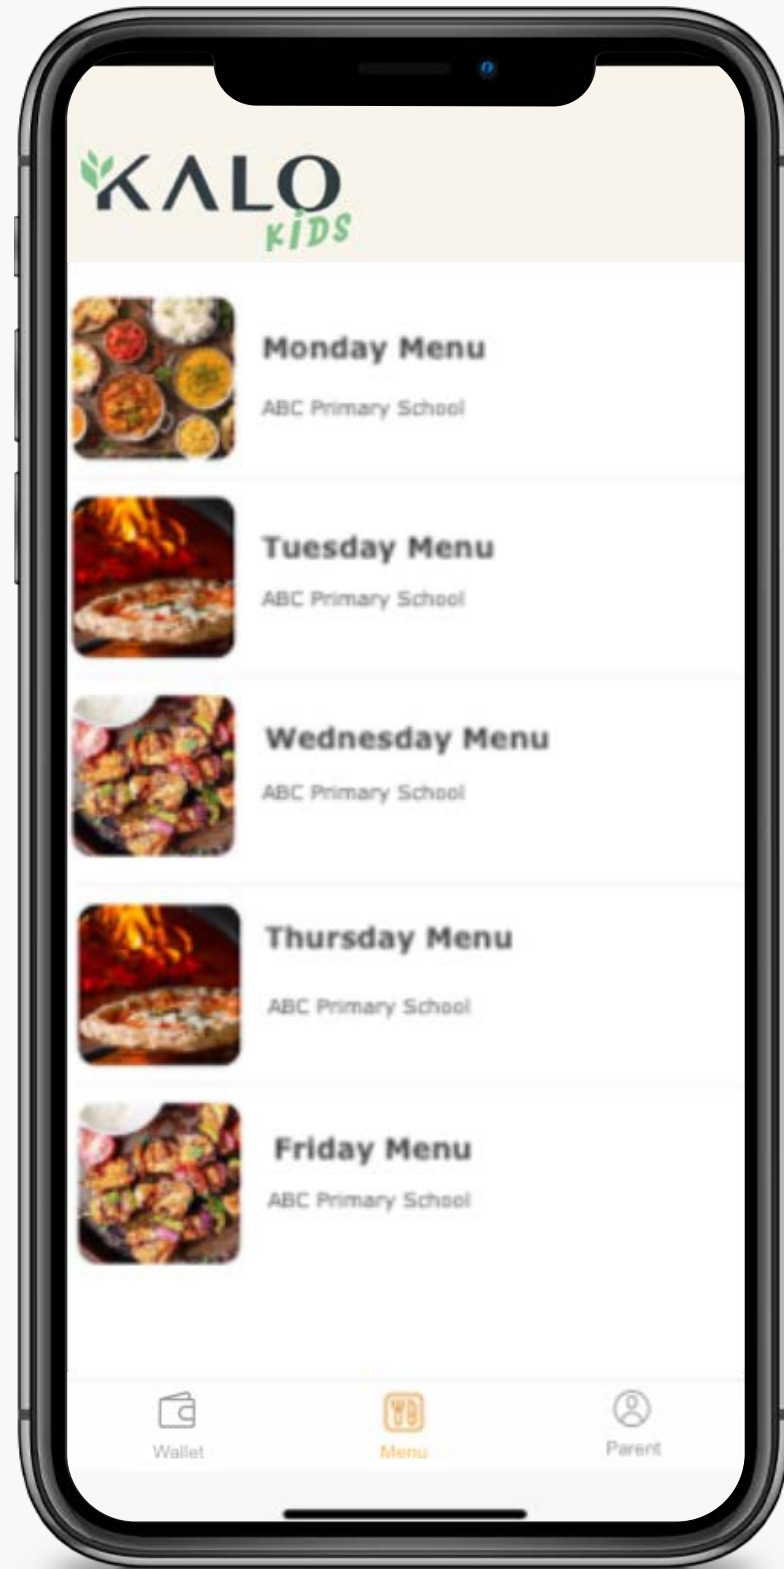 KALO
KiDS
Monday Menu
ABC Primary School
Tuesday Menu
ABC Primary School
Wednesday Menu
ABC Primary School
Thursday Menu
ABC Primary School
Friday Menu
ABC Primary School
Wallet
Menu
Parent